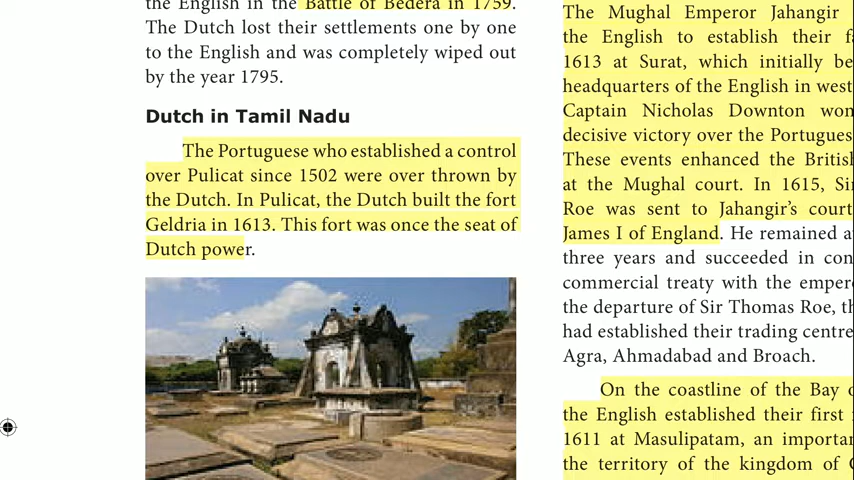 the English in the Battle of Bedera in 1759.
The Dutch lost their settlements one by one
to the English and was completely wiped out
by the year 1795.
Dutch in Tamil Nadu
The Portuguese who established a control
over Pulicat since 1502 were over thrown by
the Dutch. In Pulicat, the Dutch built the fort
Geldria in 1613. This fort was once the seat of
Dutch power.
The Mughal Emperor Jahangir
the English to establish their
1613 at Surat, which initially
headquarters of the English in
Captain Nicholas Downton
decisive victory over the
These events enhanced the
at the Mughal court. In 1615,
Roe was sent to Jahangir's court
James I of England. He remained
three years and succeeded in
commercial treaty with the
the departure of Sir Thomas Roe,
had established their trading
Agra, Ahmadabad and Broach.
On the coastline of the Bay
the English established their first
1611 at Masulipatam, an
the territory of the kingdom of